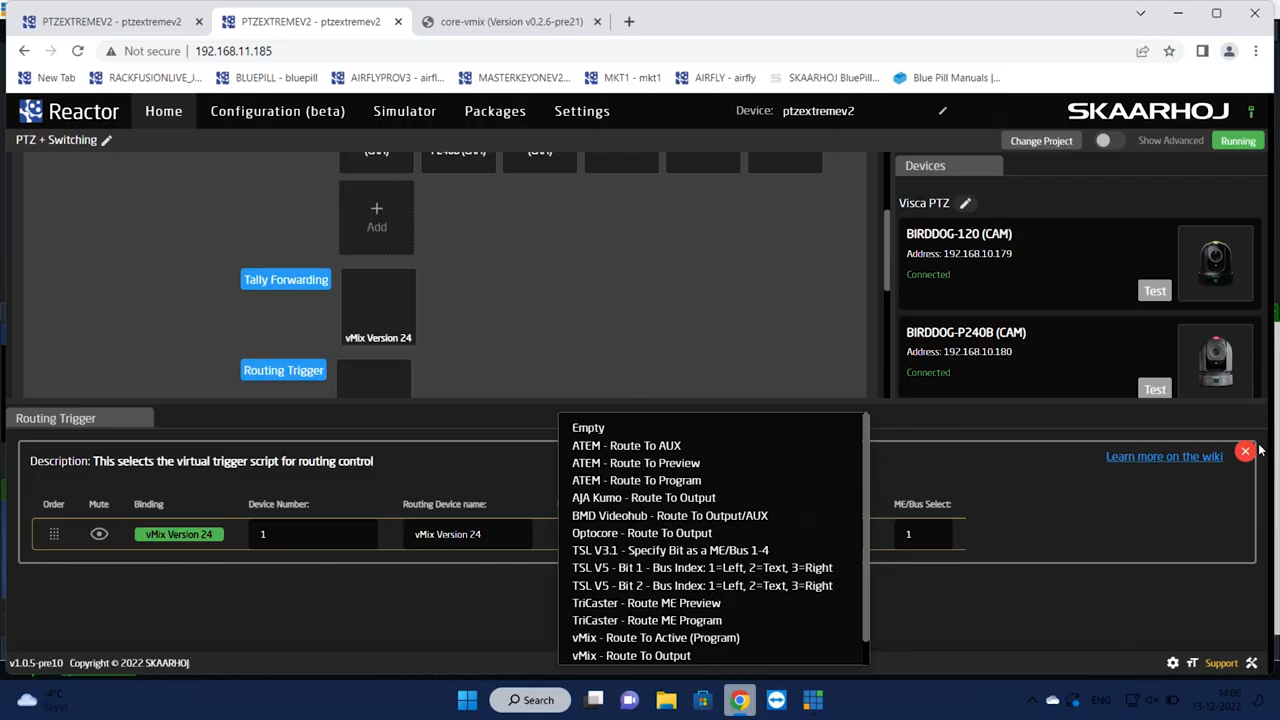 PTZEXTREMEV2 - ptzextremev2
PTZEXTREMEV2 - ptzextremev2
core-vmix (Version v0.2.6-pre21)
Not secure
192.168.11.185
New Tab
RACKFUSIONLIVE_J...
BLUEPILL - bluepill
AIRFLYPROV3 - airfl...
MASTERKEYONEV2...
MKT1 - mkt1
AIRFLY - airfly
SKAARHOJ BluePill...
Blue Pill Manuals |...
Reactor
Home
Configuration (beta)
Simulator
Packages
Settings
Device:
ptzextremev2
SKAARHOJ
PTZ + Switching
Change Project
Show Advanced
Running
Devices
Add
Visca PTZ
BIRDDOG-120 (CAM)
Address: 192.168.10.179
Connected
Test
Tally Forwarding
vMix Version 24
BIRDDOG-P240B (CAM)
Address: 192.168.10.180
Connected
Test
Routing Trigger
Routing Trigger
Description: This selects the virtual trigger script for routing control
Learn more on the wiki
Order
Mute
Binding
Device Number:
Routing Device name:
ME/Bus Select:
vMix Version 24
1
vMix Version 24
1
Empty
ATEM - Route To AUX
ATEM - Route To Preview
ATEM - Route To Program
AJA Kumo - Route To Output
BMD Videohub - Route To Output/AUX
Optocore - Route To Output
TSL V3.1 - Specify Bit as a ME/Bus 1-4
TSL V5 - Bit 1 - Bus Index: 1=Left, 2=Text, 3=Right
TSL V5 - Bit 2 - Bus Index: 1=Left, 2=Text, 3=Right
TriCaster - Route ME Preview
TriCaster - Route ME Program
vMix - Route To Active (Program)
vMix - Route To Output
v1.0.5-pre10 Copyright © 2022 SKAARHOJ
Support
-4°C
Skyet
Search
ENG
14:06
13-12-2022